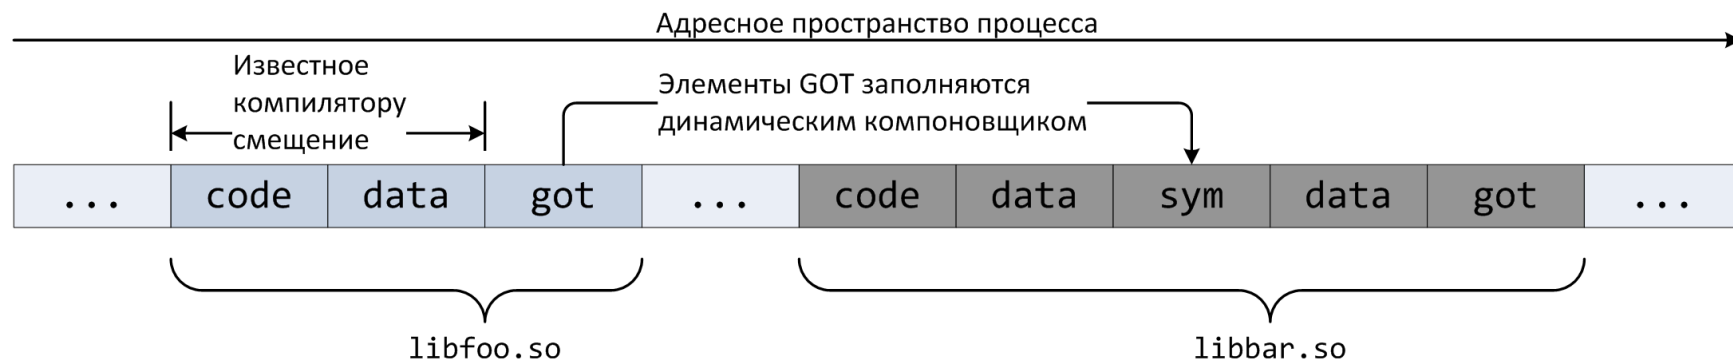 Адресное пространство процесса
Известное
компилятору
смещение
Элементы GOT заполняются
динамическим компоновщиком
... code data got ... code data sym data got ...
libfoo.so libbar.so